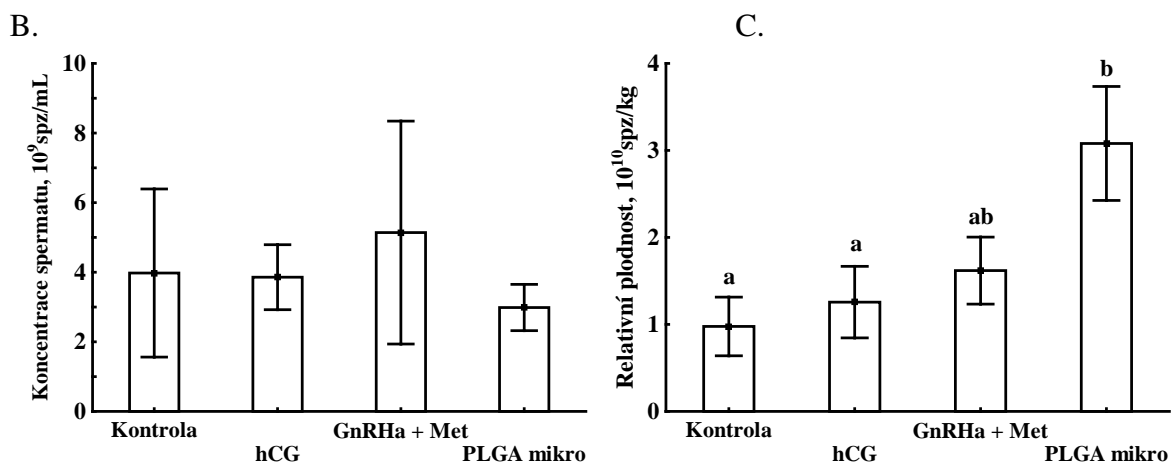 B.
Koncentrace spermatu, 10⁹spz/mL
10
8
6
4
2
0
Kontrola
hCG
GnRHa + Met
PLGA mikro
C.
Relativní plodnost, 10¹⁰spz/kg
4
3
2
1
0
a
a
ab
b
Kontrola
hCG
GnRHa + Met
PLGA mikro